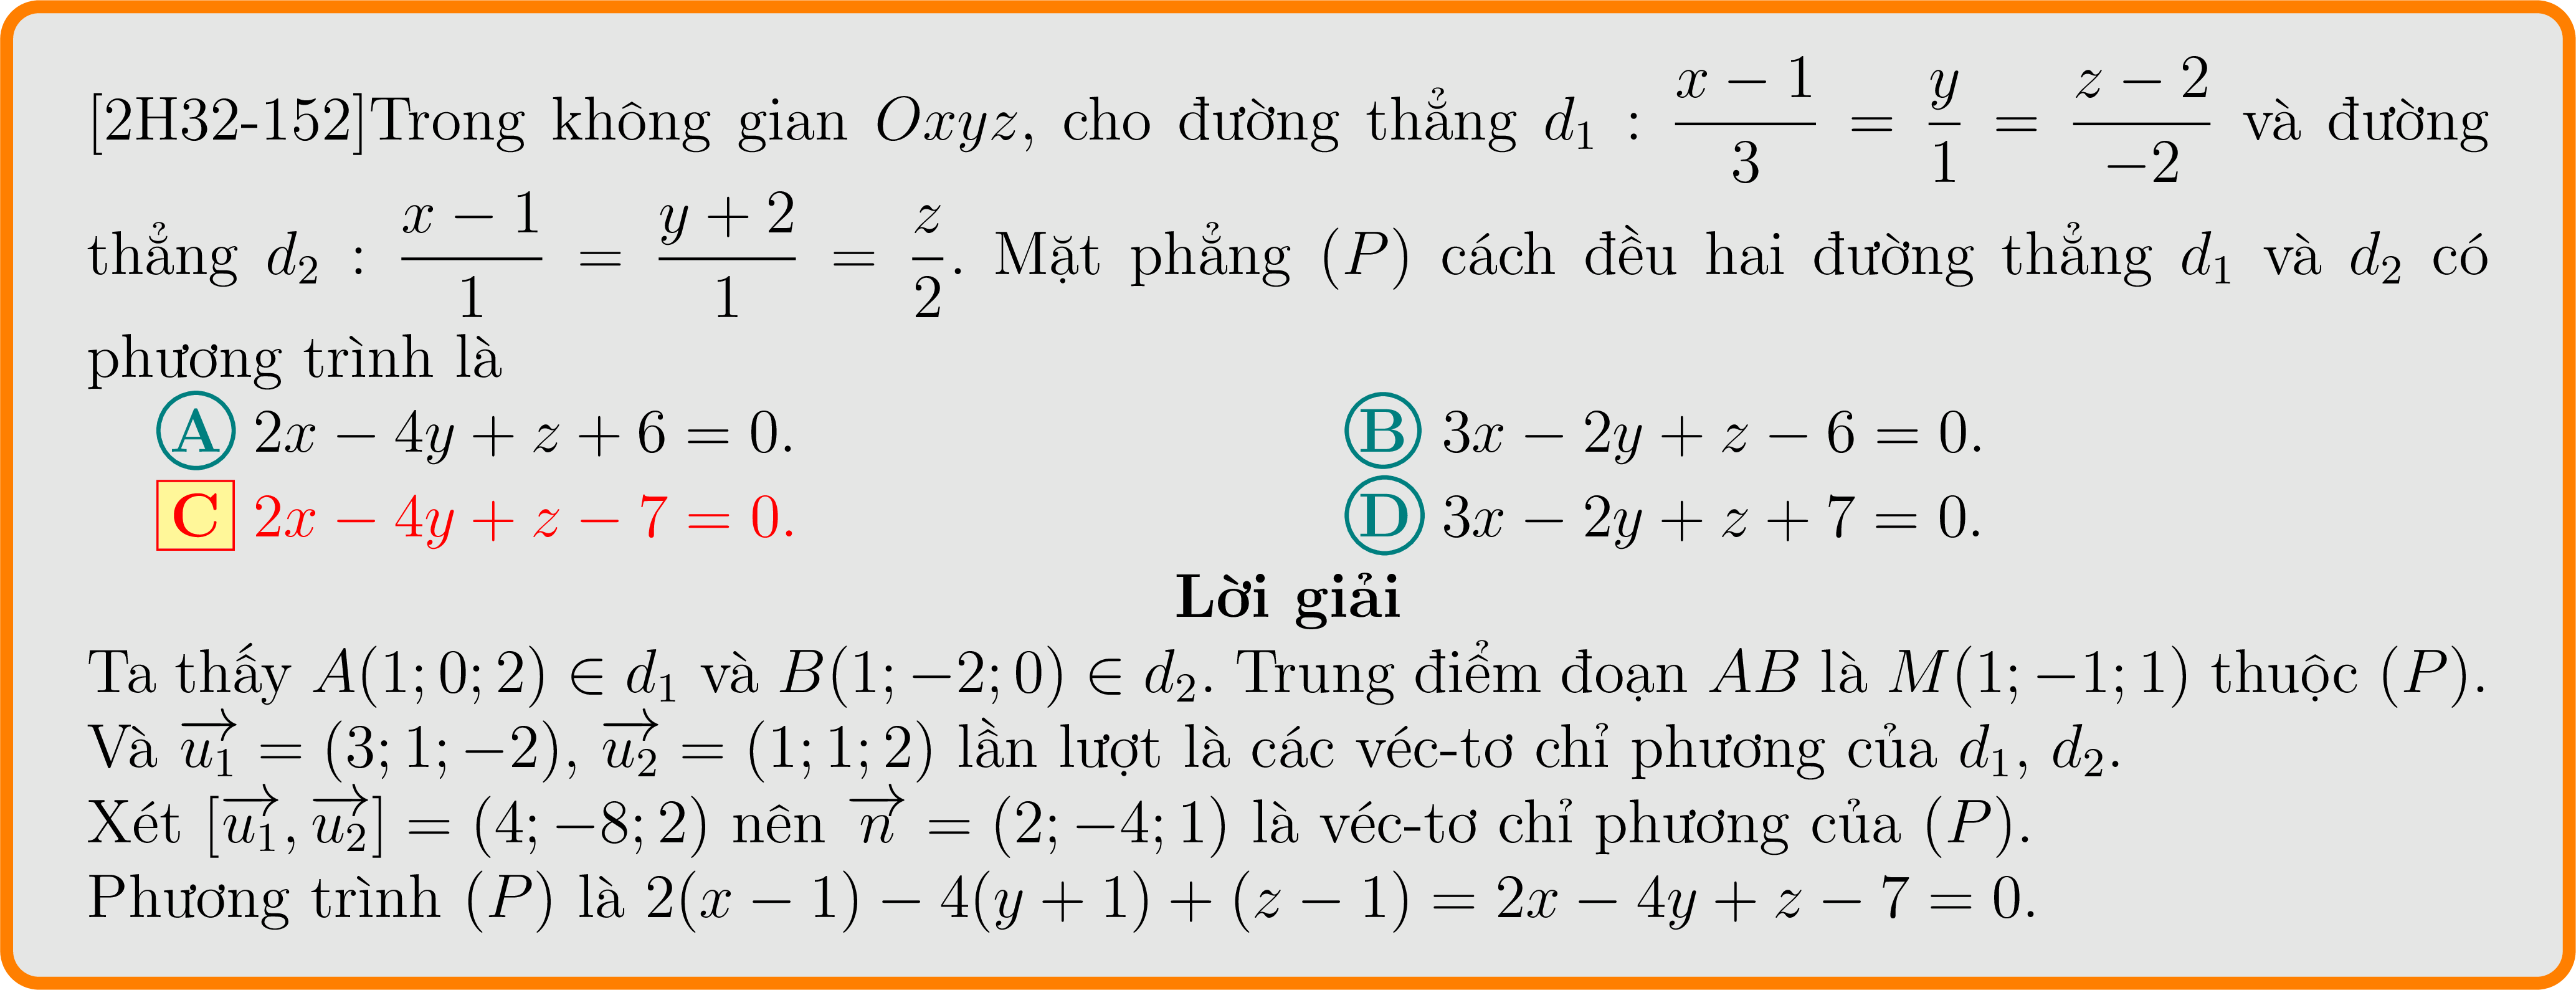 [2H32-152]Trong không gian $Oxyz$, cho đường thẳng $d_1 : \dfrac{x-1}{3} = \dfrac{y}{1} = \dfrac{z-2}{-2}$ và đường
thẳng $d_2 : \dfrac{x-1}{1} = \dfrac{y+2}{1} = \dfrac{z}{2}$. Mặt phẳng $(P)$ cách đều hai đường thẳng $d_1$ và $d_2$ có
phương trình là
A $2x - 4y + z + 6 = 0$.
B $3x - 2y + z - 6 = 0$.
C $2x - 4y + z - 7 = 0$.
D $3x - 2y + z + 7 = 0$.
Lời giải
Ta thấy $A(1; 0; 2) \in d_1$ và $B(1; -2; 0) \in d_2$. Trung điểm đoạn $AB$ là $M(1; -1; 1)$ thuộc $(P)$.
Và $\overrightarrow{u_1} = (3; 1; -2)$, $\overrightarrow{u_2} = (1; 1; 2)$ lần lượt là các véc-tơ chỉ phương của $d_1$, $d_2$.
Xét $[\overrightarrow{u_1}, \overrightarrow{u_2}] = (4; -8; 2)$ nên $\overrightarrow{n} = (2; -4; 1)$ là véc-tơ chỉ phương của $(P)$.
Phương trình $(P)$ là $2(x - 1) - 4(y + 1) + (z - 1) = 2x - 4y + z - 7 = 0$.